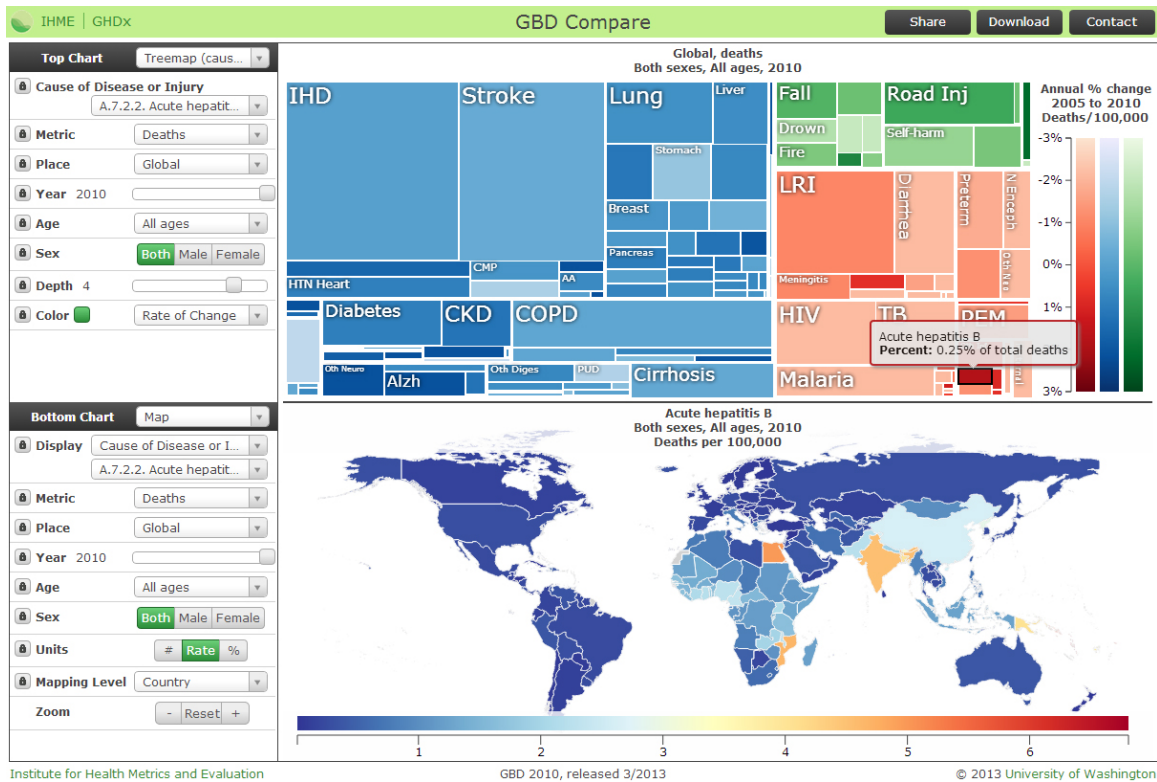 IHME | GHDx
GBD Compare
Share
Download
Contact
Top Chart
Treemap (caus...
Cause of Disease or Injury
A.7.2.2. Acute hepatit...
Metric
Deaths
Place
Global
Year 2010
Age
All ages
Sex
Both Male Female
Depth 4
Color
Rate of Change
Global, deaths
Both sexes, All ages, 2010
IHD
Stroke
Lung
Liver
Stomach
Breast
Pancreas
HTN Heart
CMP
AA
Diabetes
CKD
COPD
Oth Neuro
Alzh
Oth Diges
PUD
Cirrhosis
Fall
Road Inj
Drown
Self-harm
Fire
LRI
Diarrhea
Preterm
N Enceph
Meningitis
HIV
TB
PEM
Malaria
Acute hepatitis B
Percent: 0.25% of total deaths
Annual % change
2005 to 2010
Deaths/100,000
-3%
-2%
-1%
0%
1%
3%
Bottom Chart
Map
Display
Cause of Disease or I...
A.7.2.2. Acute hepatit...
Metric
Deaths
Place
Global
Year 2010
Age
All ages
Sex
Both Male Female
Units
# Rate %
Mapping Level
Country
Zoom
- Reset +
Acute hepatitis B
Both sexes, All ages, 2010
Deaths per 100,000
1 2 3 4 5 6
Institute for Health Metrics and Evaluation
GBD 2010, released 3/2013
© 2013 University of Washington